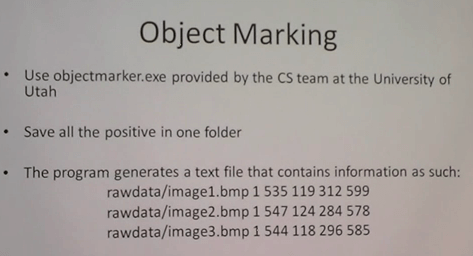 Object Marking
• Use objectmarker.exe provided by the CS team at the University of
Utah
• Save all the positive in one folder
• The program generates a text file that contains information as such:
rawdata/image1.bmp 1 535 119 312 599
rawdata/image2.bmp 1 547 124 284 578
rawdata/image3.bmp 1 544 118 296 585